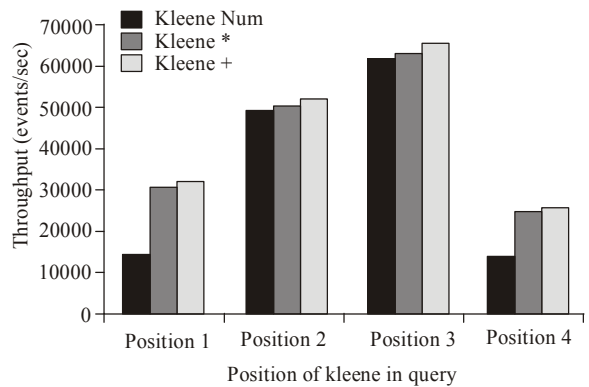 Kleene Num
Kleene *
Kleene +
Throughput (events/sec)
70000
60000
50000
40000
30000
20000
10000
0
Position 1
Position 2
Position 3
Position 4
Position of kleene in query